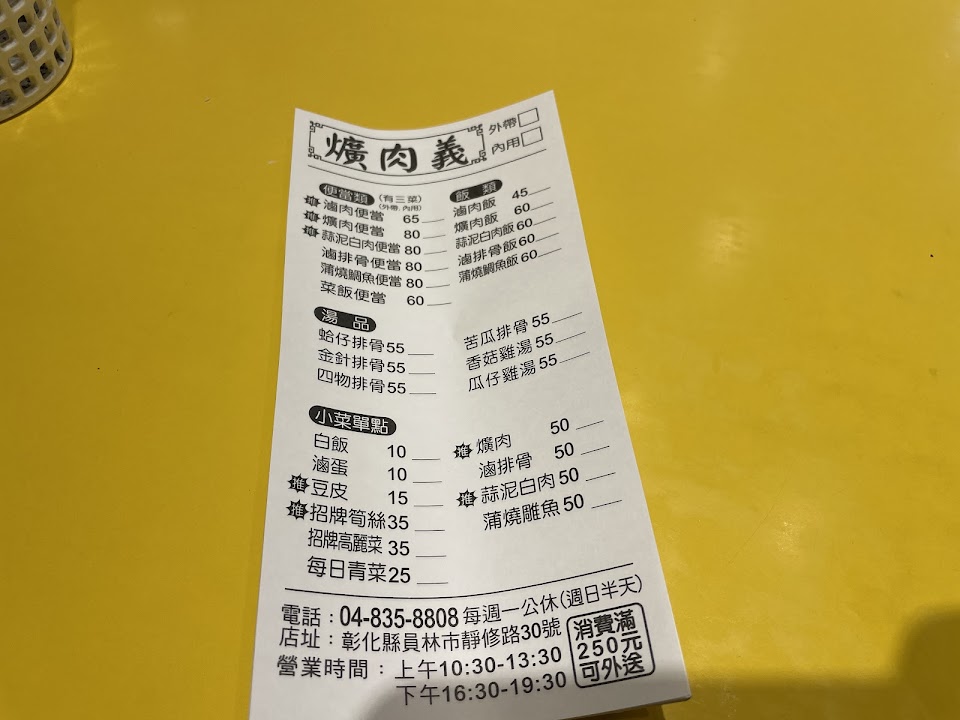 爌肉義
外帶
內用
便當類 (有三菜)
(外帶.內用)
推 滷肉便當 65
推 爌肉便當 80
推 蒜泥白肉便當 80
滷排骨便當 80
蒲燒鯛魚便當 80
菜飯便當 60
飯類
滷肉飯 45
爌肉飯 60
蒜泥白肉飯 60
滷排骨飯 60
蒲燒鯛魚飯 60
湯品
蛤仔排骨 55
金針排骨 55
四物排骨 55
苦瓜排骨 55
香菇雞湯 55
瓜仔雞湯 55
小菜單點
白飯 10
滷蛋 10
推 豆皮 15
推 招牌筍絲 35
招牌高麗菜 35
每日青菜 25
推 爌肉 50
滷排骨 50
推 蒜泥白肉 50
蒲燒雕魚 50
電話：04-835-8808 每週一公休(週日半天)
店址：彰化縣員林市靜修路30號
營業時間：上午10:30-13:30
下午16:30-19:30
消費滿
250元
可外送